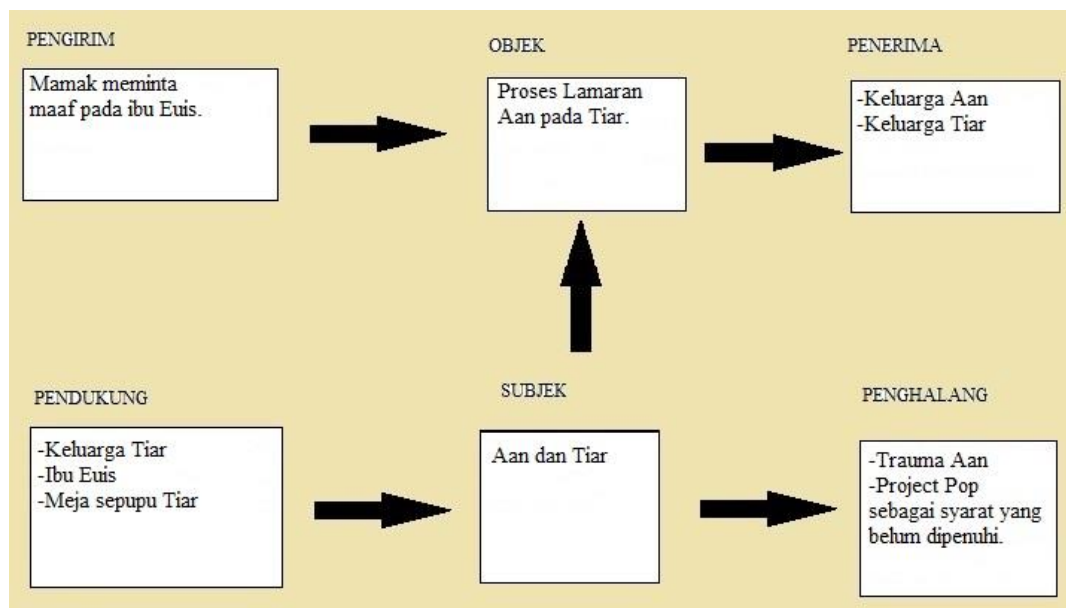 PENGIRIM
Mamak meminta
maaf pada ibu Euis.
OBJEK
Proses Lamaran
Aan pada Tiar.
PENERIMA
-Keluarga Aan
-Keluarga Tiar
PENDUKUNG
-Keluarga Tiar
-Ibu Euis
-Meja sepupu Tiar
SUBJEK
Aan dan Tiar
PENGHALANG
-Trauma Aan
-Project Pop
sebagai syarat yang
belum dipenuhi.